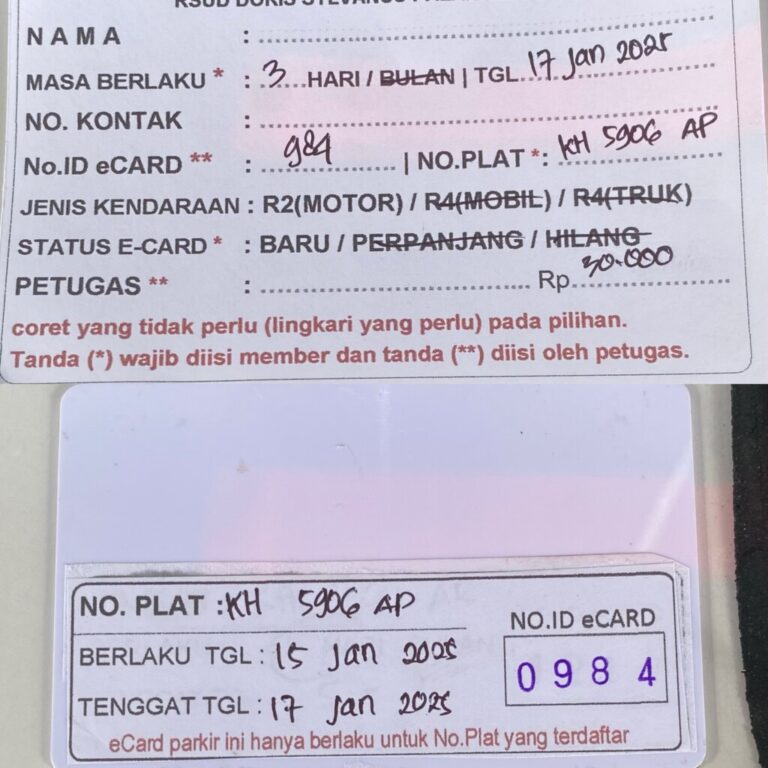 NAMA : 
MASA BERLAKU * : 3 HARI / BULAN | TGL. 17 Jan 2025
NO. KONTAK :
No.ID eCARD ** : 984 | NO.PLAT *: KH 5906 AP
JENIS KENDARAAN : R2(MOTOR) / R4(MOBIL) / R4(TRUK)
STATUS E-CARD * : BARU / PERPANJANG / HILANG
PETUGAS ** : Rp. 30.000
coret yang tidak perlu (lingkari yang perlu) pada pilihan.
Tanda (*) wajib diisi member dan tanda (**) diisi oleh petugas.
NO. PLAT : KH 5906 AP
BERLAKU TGL : 15 Jan 2025
TENGGAT TGL : 17 Jan 2025
NO.ID eCARD
0984
eCard parkir ini hanya berlaku untuk No.Plat yang terdaftar